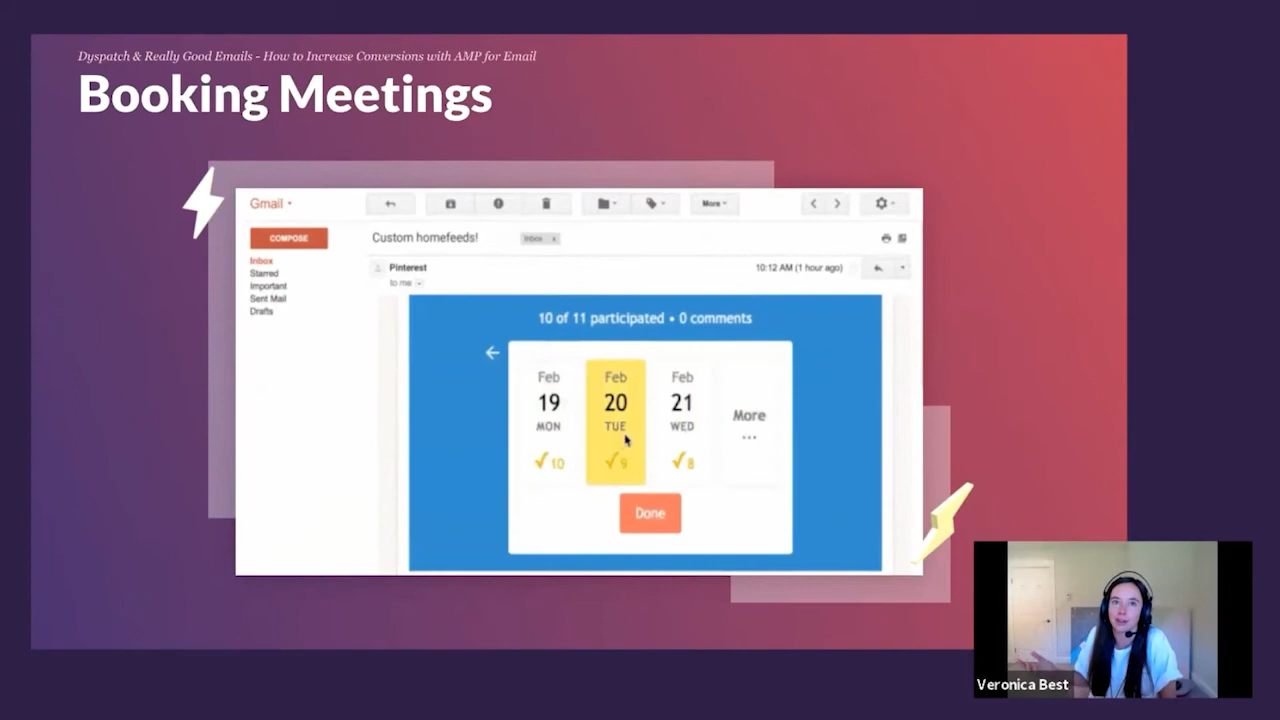 Dyspatch & Really Good Emails - How to Increase Conversions with AMP for Email
Booking Meetings
Gmail
More
COMPOSE
Custom homefeeds!
Inbox x
Inbox
Starred
Important
Sent Mail
Drafts
Pinterest
10:12 AM (1 hour ago)
to me
10 of 11 participated • 0 comments
Feb Feb Feb
19 20 21
More
MON TUE WED
...
✓10 ✓9 ✓8
Done
Veronica Best